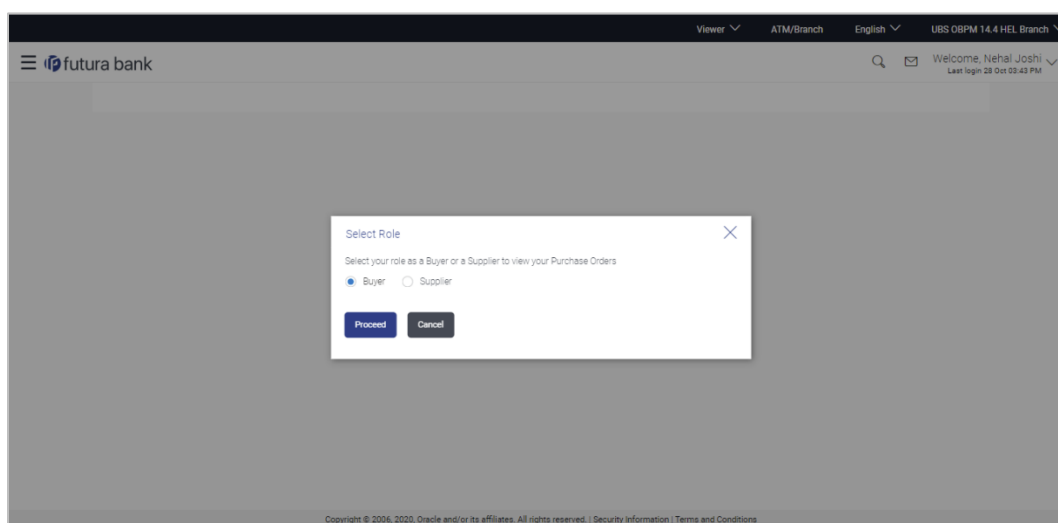 Viewer ATM/Branch English UBS OBPM 14.4 HEL Branch
futura bank Welcome, Nehal Joshi
Last login 28 Oct 03:43 PM
Select Role
Select your role as a Buyer or a Supplier to view your Purchase Orders
Buyer Supplier
Proceed Cancel
Copyright © 2006, 2020, Oracle and/or its affiliates. All rights reserved. | Security Information | Terms and Conditions